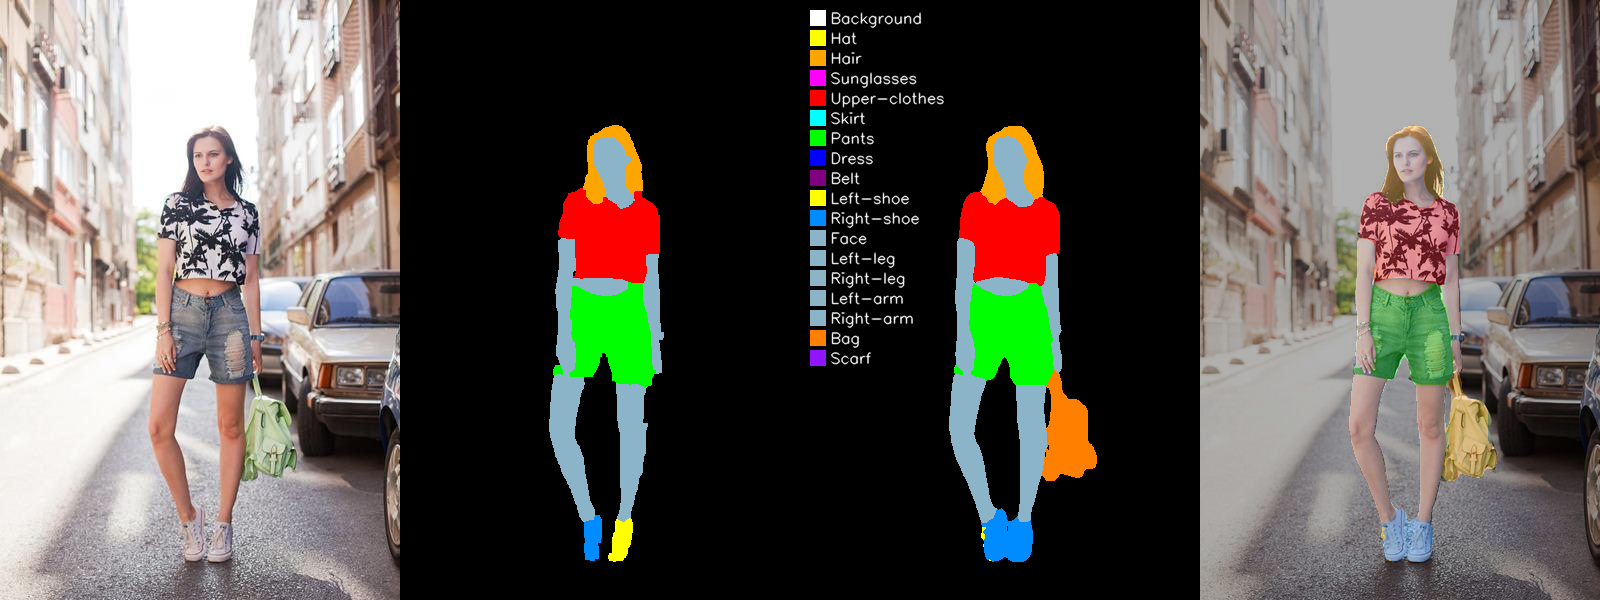 Background
Hat
Hair
Sunglasses
Upper-clothes
Skirt
Pants
Dress
Belt
Left-shoe
Right-shoe
Face
Left-leg
Right-leg
Left-arm
Right-arm
Bag
Scarf